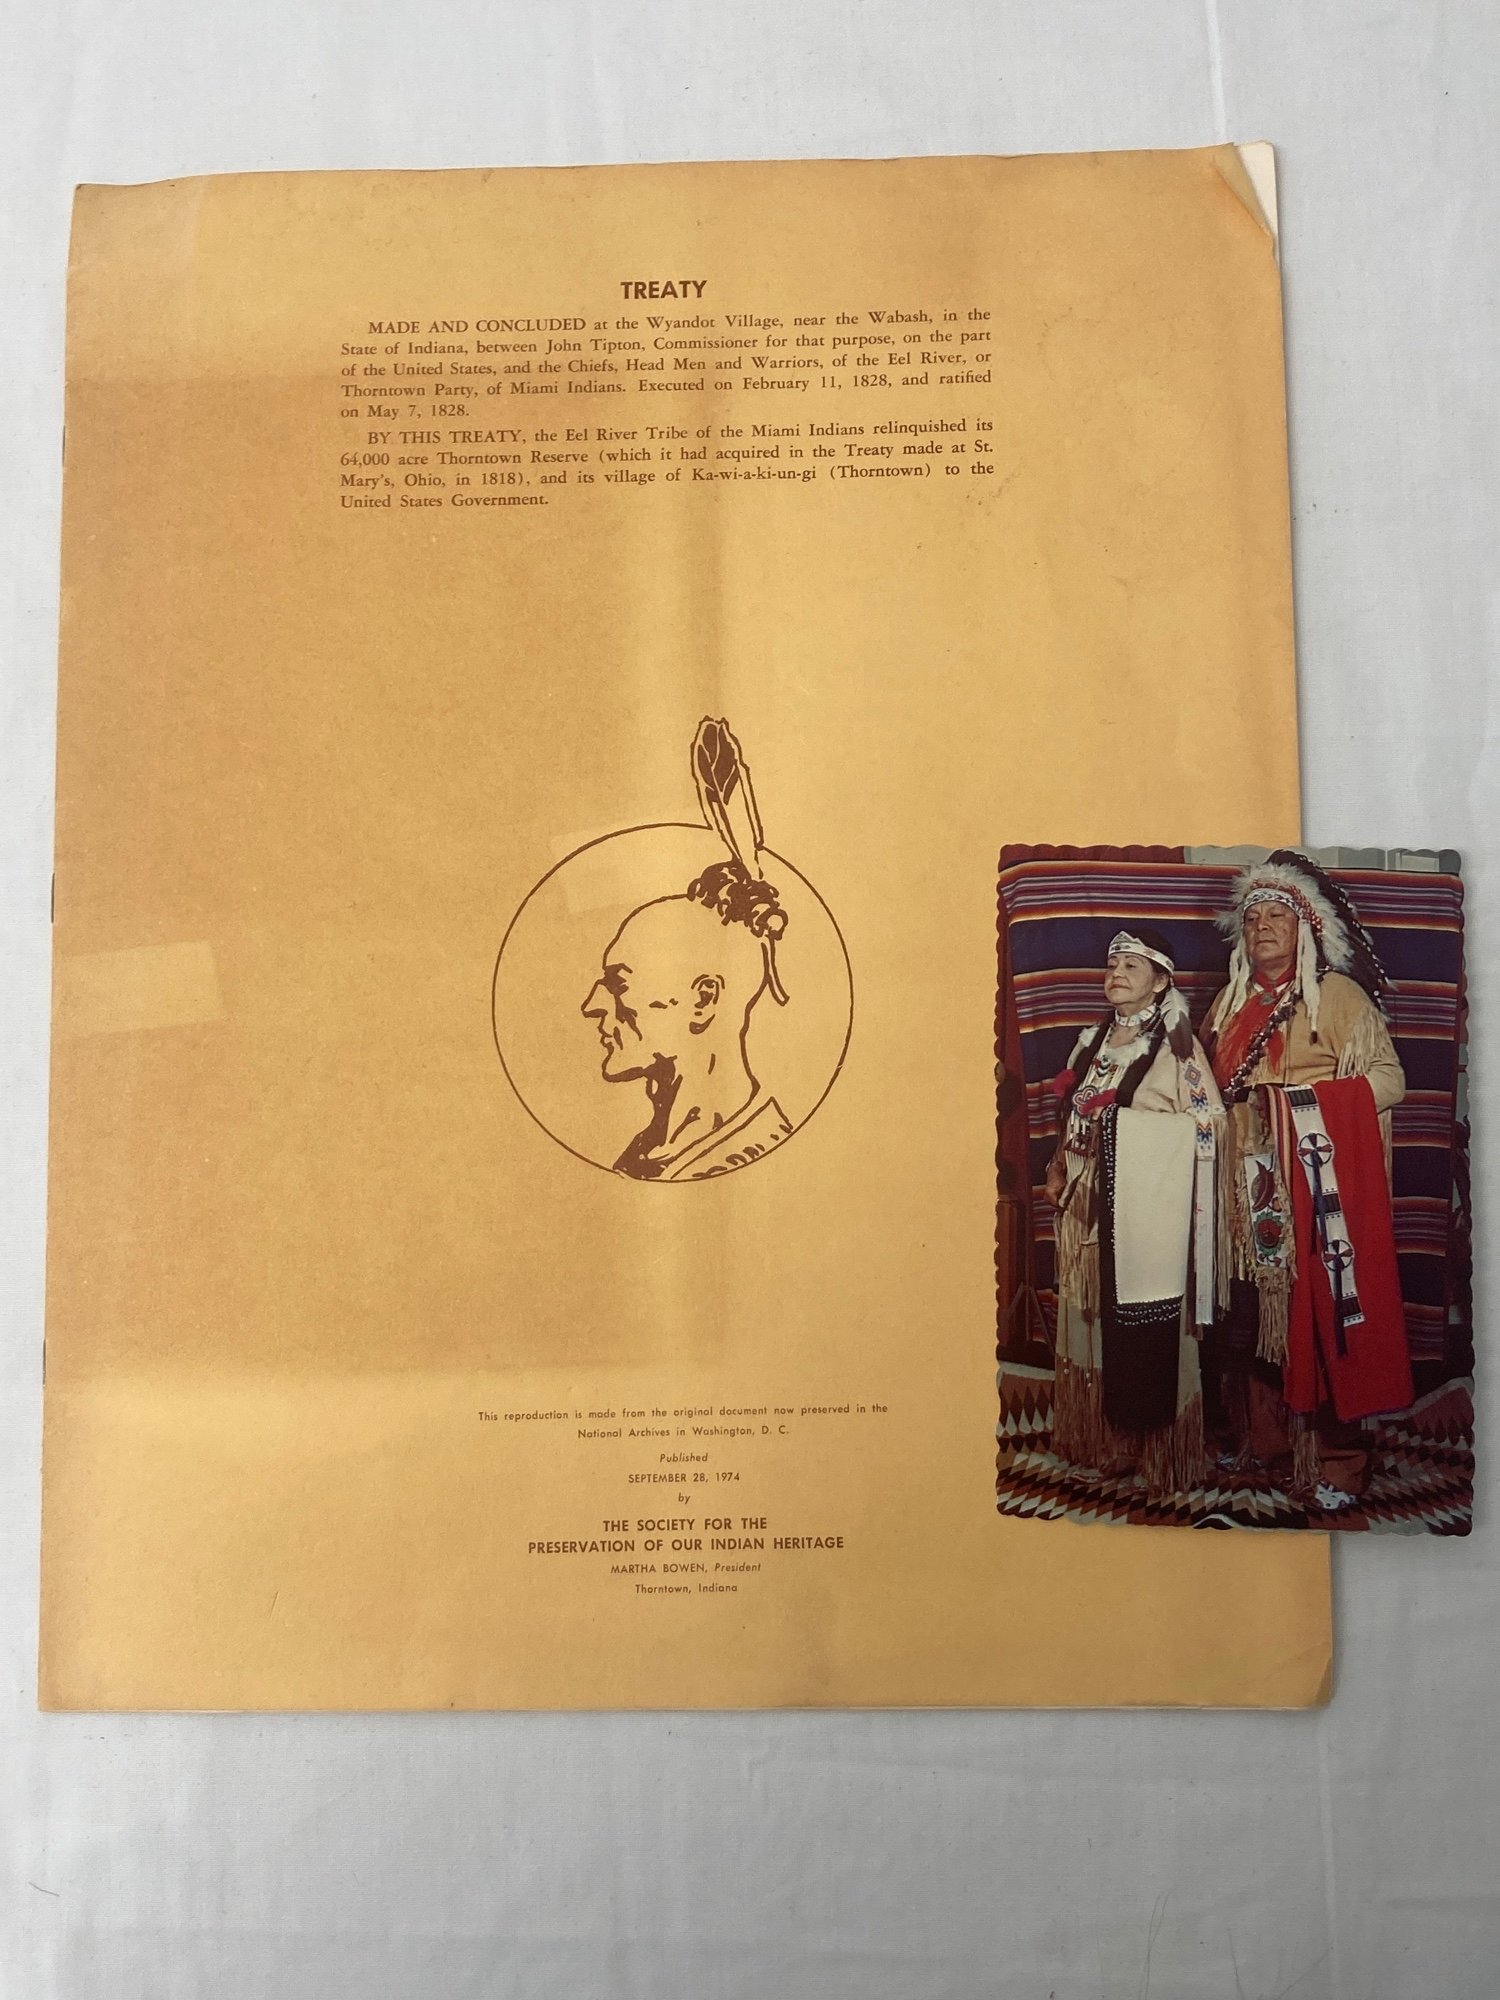 TREATY
MADE AND CONCLUDED at the Wyandot Village, near the Wabash, in the
State of Indiana, between John Tipton, Commissioner for that purpose, on the part
of the United States, and the Chiefs, Head Men and Warriors, of the Eel River, or
Thorntown Party, of Miami Indians. Executed on February 11, 1828, and ratified
on May 7, 1828.
BY THIS TREATY, the Eel River Tribe of the Miami Indians relinquished its
64,000 acre Thorntown Reserve (which it had acquired in the Treaty made at St.
Mary's, Ohio, in 1818), and its village of Ka-wi-a-ki-un-gi (Thorntown) to the
United States Government.
This reproduction is made from the original document now preserved in the
National Archives in Washington, D. C.
Published
SEPTEMBER 28, 1974
by
THE SOCIETY FOR THE
PRESERVATION OF OUR INDIAN HERITAGE
MARTHA BOWEN, President
Thorntown, Indiana